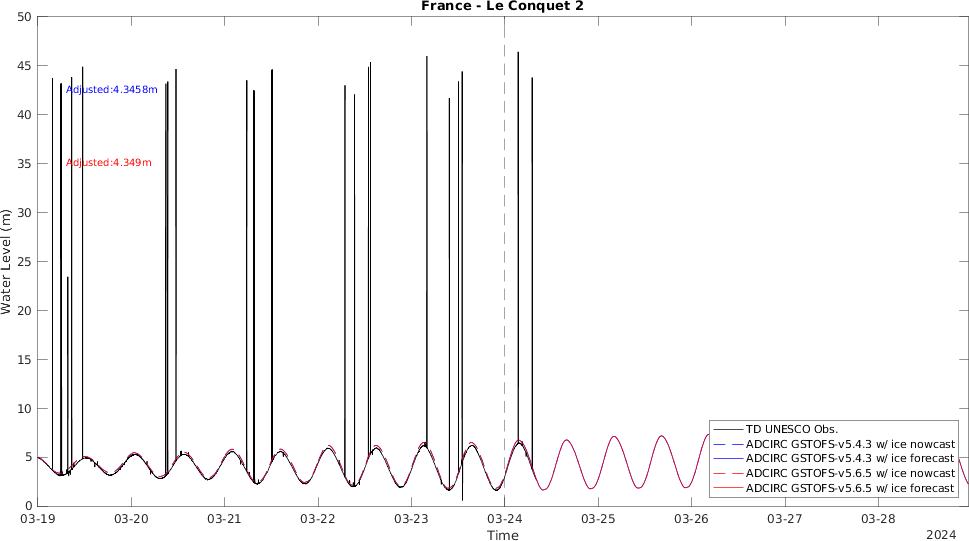 France - Le Conquet 2
50
45
40
35
30
25
20
15
10
5
0
Water Level (m)
Adjusted:4.3458m
Adjusted:4.349m
TD UNESCO Obs.
ADCIRC GSTOFS-v5.4.3 w/ ice nowcast
ADCIRC GSTOFS-v5.4.3 w/ ice forecast
ADCIRC GSTOFS-v5.6.5 w/ ice nowcast
ADCIRC GSTOFS-v5.6.5 w/ ice forecast
03-19 03-20 03-21 03-22 03-23 03-24 03-25 03-26 03-27 03-28
Time
2024